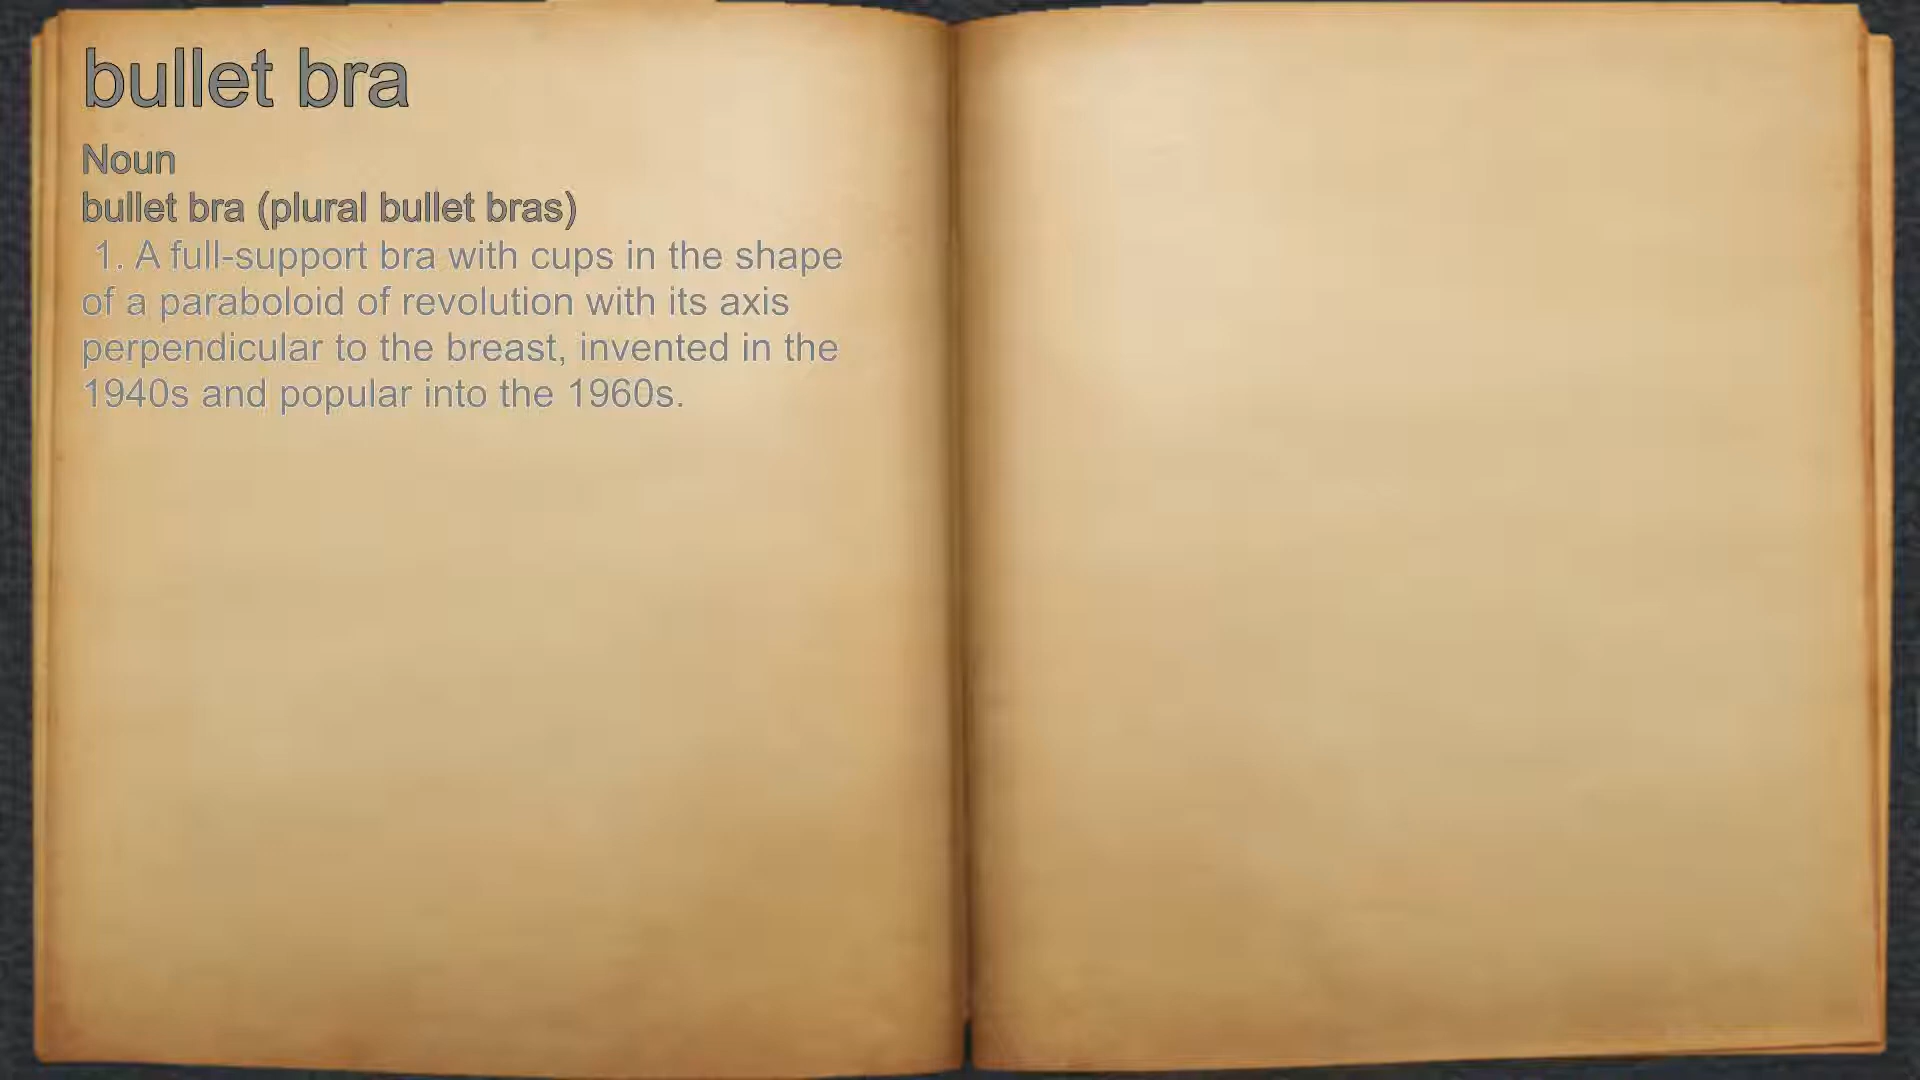 bullet bra
Noun
bullet bra (plural bullet bras)
1. A full-support bra with cups in the shape
of a paraboloid of revolution with its axis
perpendicular to the breast, invented in the
1940s and popular into the 1960s.